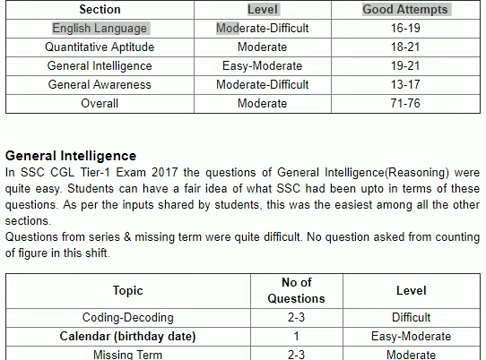 Section Level Good Attempts
English Language Moderate-Difficult 16-19
Quantitative Aptitude Moderate 18-21
General Intelligence Easy-Moderate 19-21
General Awareness Moderate-Difficult 13-17
Overall Moderate 71-76
General Intelligence
In SSC CGL Tier-1 Exam 2017 the questions of General Intelligence(Reasoning) were
quite easy. Students can have a fair idea of what SSC had been upto in terms of these
questions. As per the inputs shared by students, this was the easiest among all the other
sections.
Questions from series & missing term were quite difficult. No question asked from counting
of figure in this shift.
Topic No of Questions Level
Coding-Decoding 2-3 Difficult
Calendar (birthday date) 1 Easy-Moderate
Missing Term 2-3 Moderate